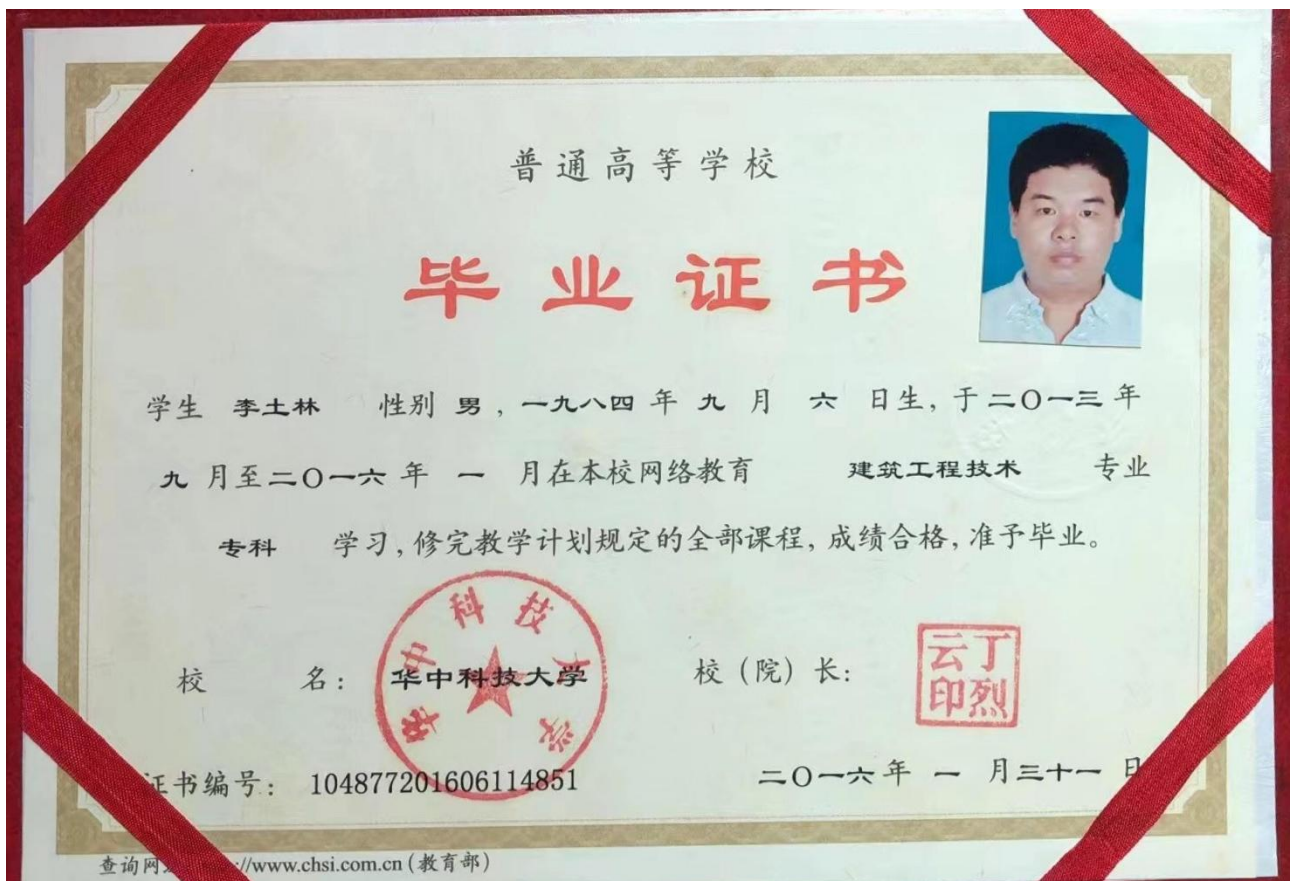 普通高等学校
毕业证书
学生 李土林 性别 男 , 一九八四 年 九 月 六 日生, 于二〇一三 年
九 月至二〇一六 年 一 月在本校网络教育 建筑工程技术 专业
专科 学习, 修完教学计划规定的全部课程, 成绩合格, 准予毕业。
华中科技大学
校 名: 华中科技大学 校 (院) 长: 丁烈云印
证书编号: 104877201606114851 二〇一六 年 一 月三十一 日
查询网 ://www.chsi.com.cn (教育部)